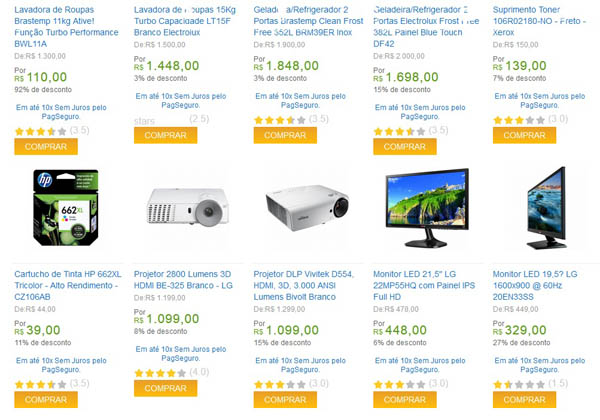 Lavadora de Roupas
Brastemp 11kg Ative!
Função Turbo Performance
BWL11A
De:R$ 1.300,00
Por
R$ 110,00
92% de desconto
Em até 10x Sem Juros pelo
PagSeguro.
(3.5)
COMPRAR
Lavadora de Roupas 15Kg
Turbo Capacidade LT15F
Branco Electrolux
De:R$ 1.500,00
Por
R$ 1.448,00
3% de desconto
Em até 10x Sem Juros pelo
PagSeguro.
stars
(2.5)
COMPRAR
Geladeira/Refrigerador 2
Portas Brastemp Clean Frost
Free 352L BRM39ER Inox
De:R$ 1.900,00
Por
R$ 1.848,00
3% de desconto
Em até 10x Sem Juros pelo
PagSeguro.
(3.5)
COMPRAR
Geladeira/Refrigerador 2
Portas Electrolux Frost Free
382L Painel Blue Touch
DF42
De:R$ 2.000,00
Por
R$ 1.698,00
15% de desconto
Em até 10x Sem Juros pelo
PagSeguro.
(3.5)
COMPRAR
Suprimento Toner
106R02180-NO - Preto -
Xerox
De:R$ 150,00
Por
R$ 139,00
7% de desconto
Em até 10x Sem Juros pelo
PagSeguro.
(3.0)
COMPRAR
hp
662XL
Cartucho de Tinta HP 662XL
Tricolor - Alto Rendimento -
CZ106AB
De:R$ 44,00
Por
R$ 39,00
11% de desconto
Em até 10x Sem Juros pelo
PagSeguro.
(3.5)
COMPRAR
Projetor 2800 Lumens 3D
HDMI BE-325 Branco - LG
De:R$ 1.199,00
Por
R$ 1.099,00
8% de desconto
Em até 10x Sem Juros pelo
PagSeguro.
(4.0)
COMPRAR
Projetor DLP Vivitek D554,
HDMI, 3D, 3.000 ANSI
Lumens Bivolt Branco
De:R$ 1.299,00
Por
R$ 1.099,00
15% de desconto
Em até 10x Sem Juros pelo
PagSeguro.
(3.0)
COMPRAR
Monitor LED 21,5" LG
22MP55HQ com Painel IPS
Full HD
De:R$ 478,00
Por
R$ 448,00
6% de desconto
Em até 10x Sem Juros pelo
PagSeguro.
(3.0)
COMPRAR
Monitor LED 19,5? LG
1600x900 @ 60Hz
20EN33SS
De:R$ 449,00
Por
R$ 329,00
27% de desconto
Em até 10x Sem Juros pelo
PagSeguro.
(1.5)
COMPRAR